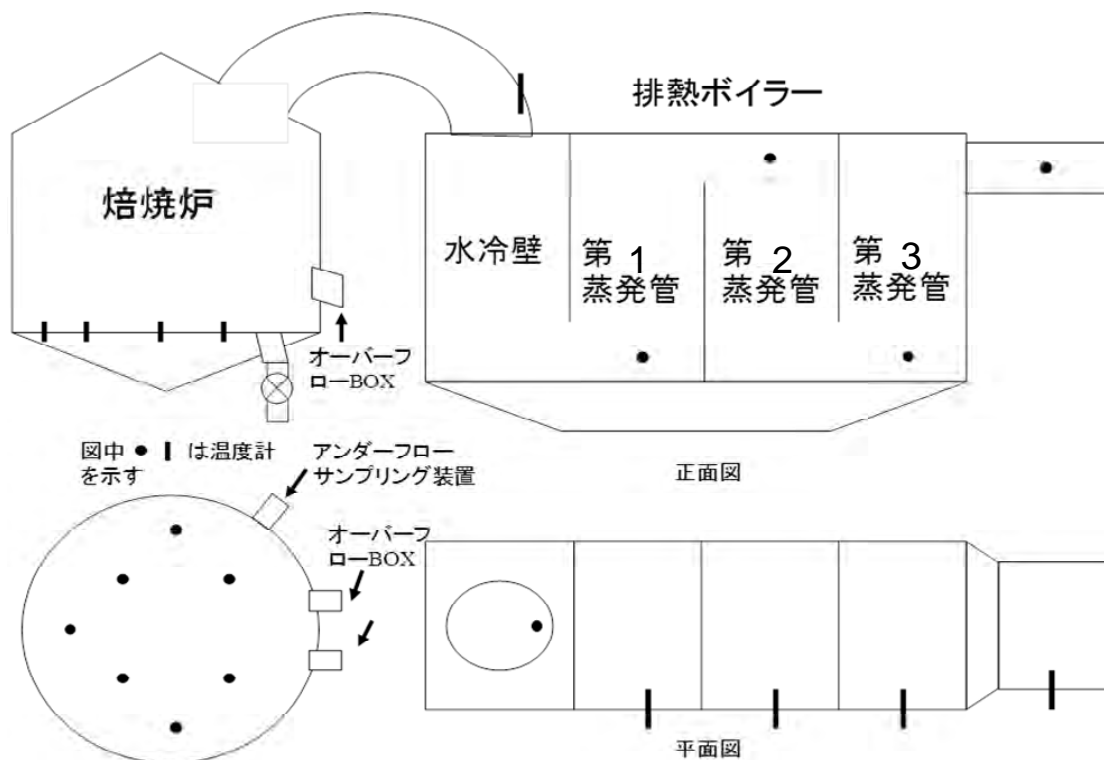 排熱ボイラー
焙焼炉
水冷壁
第 1
蒸発管
第 2
蒸発管
第 3
蒸発管
オーバーフ
ローBOX
図中 ● ┃ は温度計
を示す
アンダーフロー
サンプリング装置
正面図
オーバーフ
ローBOX
平面図